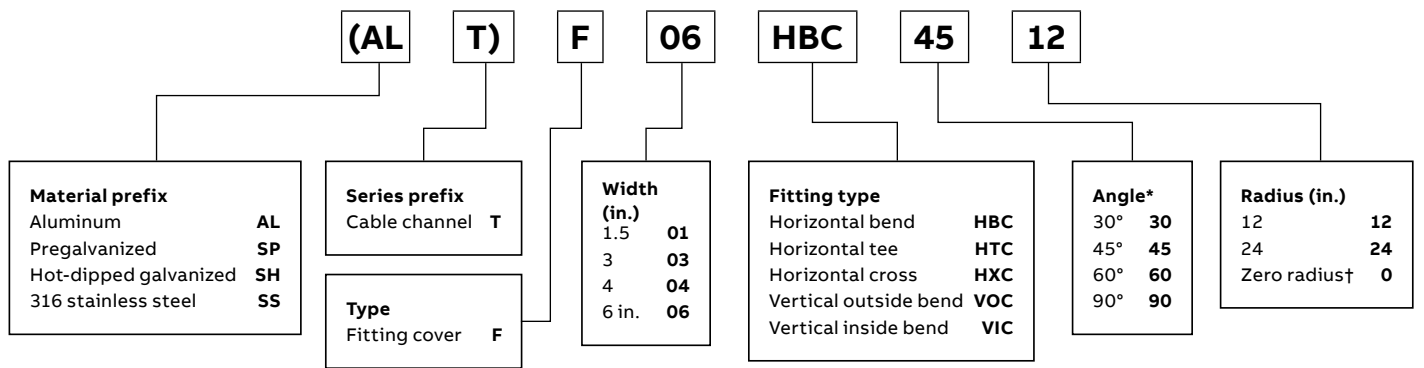 (AL T) F 06 HBC 45 12
Material prefix
Aluminum AL
Pregalvanized SP
Hot-dipped galvanized SH
316 stainless steel SS
Series prefix
Cable channel T
Type
Fitting cover F
Width
(in.)
1.5 01
3 03
4 04
6 in. 06
Fitting type
Horizontal bend HBC
Horizontal tee HTC
Horizontal cross HXC
Vertical outside bend VOC
Vertical inside bend VIC
Angle*
30° 30
45° 45
60° 60
90° 90
Radius (in.)
12 12
24 24
Zero radius† 0